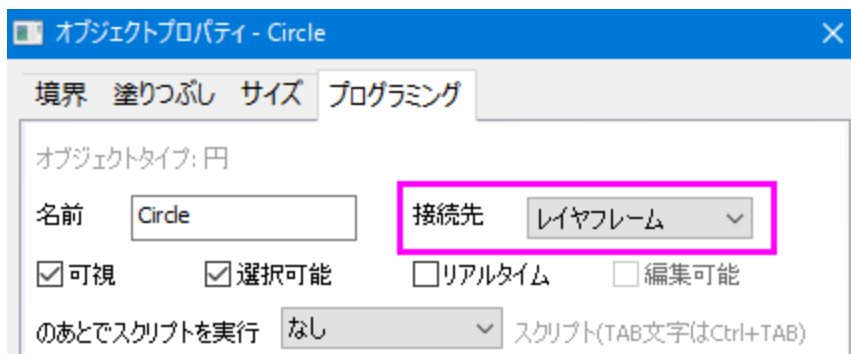 オブジェクトプロパティ - Circle
境界 塗りつぶし サイズ プログラミング
オブジェクトタイプ: 円
名前 Circle 接続先 レイヤフレーム
可視 選択可能 リアルタイム 編集可能
のあとでスクリプトを実行 なし スクリプト(TAB文字はCtrl+TAB)